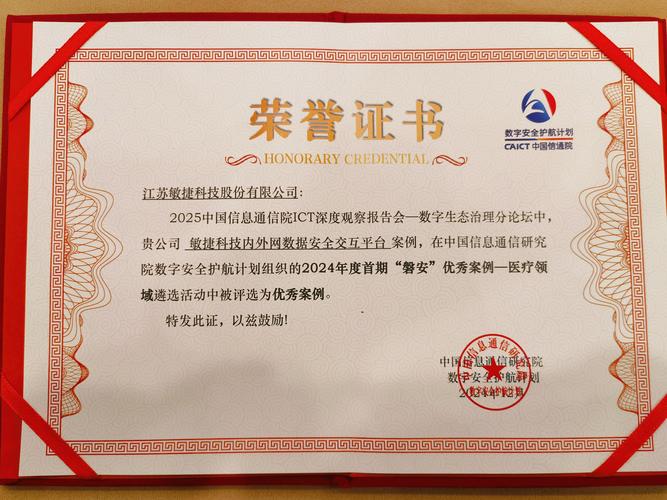 荣誉证书
HONORARY CREDENTIAL
数字安全护航计划
CAICT 中国信通院
江苏敏捷科技股份有限公司:
2025中国信息通信院ICT深度观察报告会—数字生态治理分论坛中,
贵公司 敏捷科技内外网数据安全交互平台 案例，在中国信息通信研究
院数字安全护航计划组织的2024年度首期“磐安”优秀案例—医疗领
域遴选活动中被评选为优秀案例。
特发此证，以兹鼓励!
中国信息通信研究院
数字安全护航计划
2024年12月